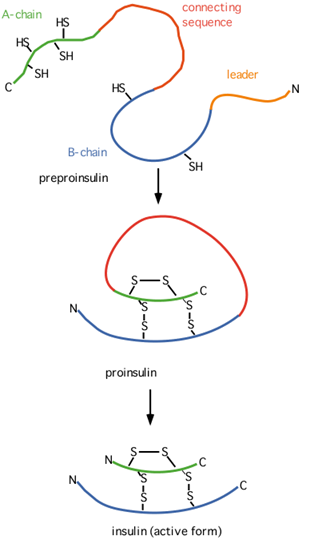 A-chain
connecting
sequence
HS
HS
SH
SH
C
leader
N
HS
B-chain
SH
preproinsulin
S S
C
N
S S
S S
proinsulin
S S
N C
N S S C
S S
insulin (active form)